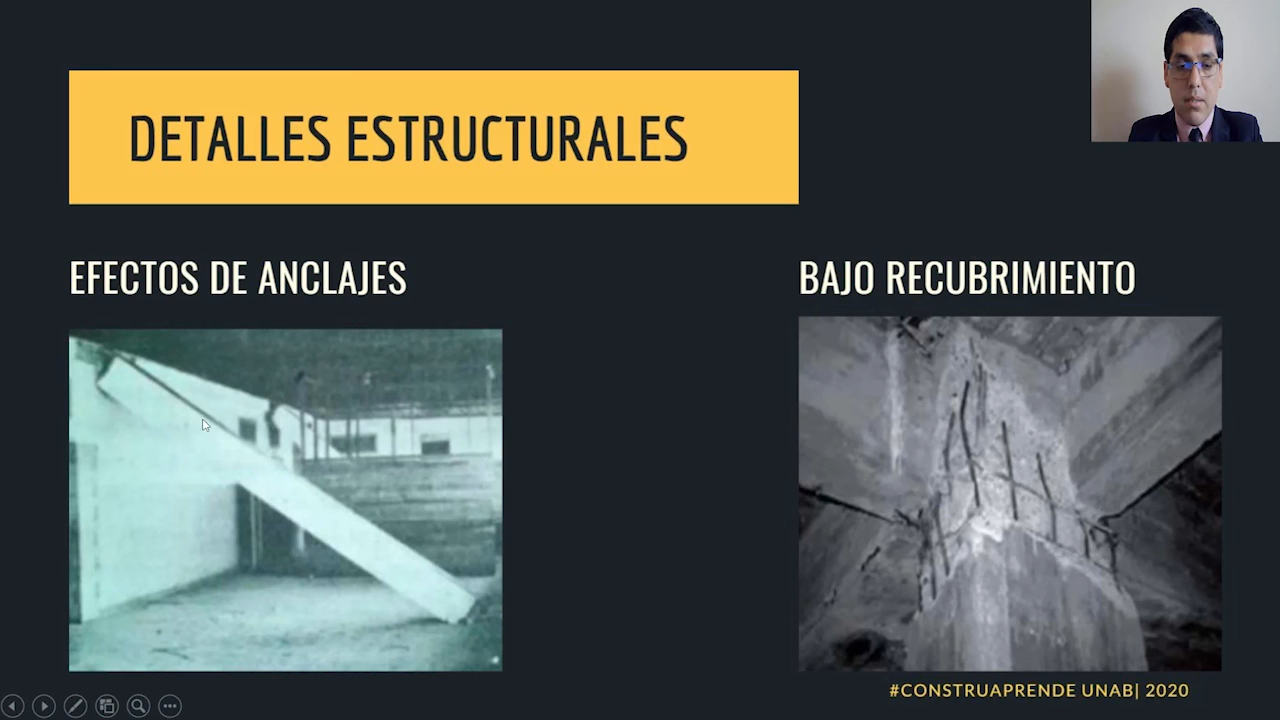 DETALLES ESTRUCTURALES
EFECTOS DE ANCLAJES
BAJO RECUBRIMIENTO
#CONSTRUAPRENDE UNAB| 2020